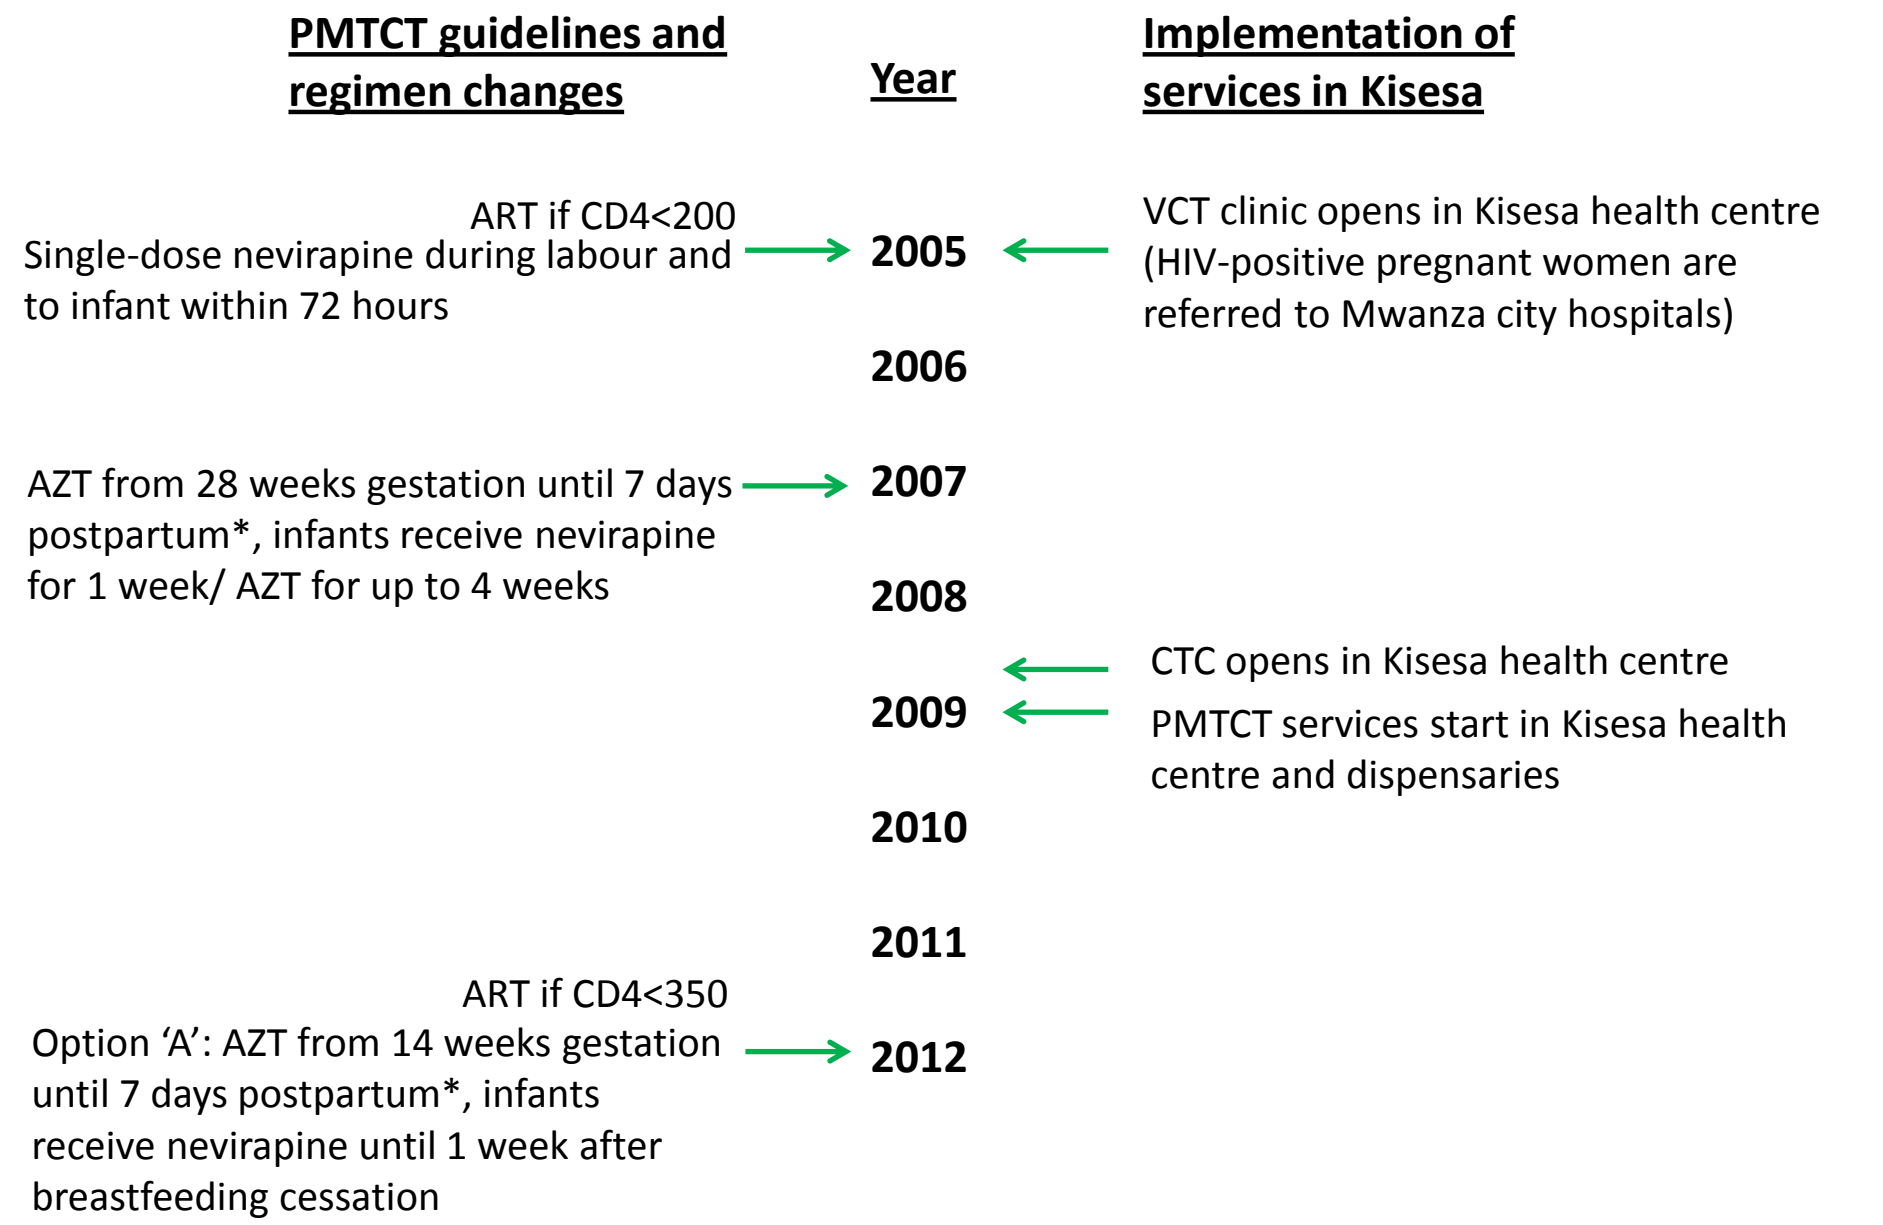 PMTCT guidelines and
regimen changes
Year
Implementation of
services in Kisesa
ART if CD4<200
Single-dose nevirapine during labour and
to infant within 72 hours
2005
VCT clinic opens in Kisesa health centre
(HIV-positive pregnant women are
referred to Mwanza city hospitals)
2006
AZT from 28 weeks gestation until 7 days
postpartum*, infants receive nevirapine
for 1 week/ AZT for up to 4 weeks
2007
2008
CTC opens in Kisesa health centre
2009
PMTCT services start in Kisesa health
centre and dispensaries
2010
2011
ART if CD4<350
Option ‘A’: AZT from 14 weeks gestation
until 7 days postpartum*, infants
receive nevirapine until 1 week after
breastfeeding cessation
2012